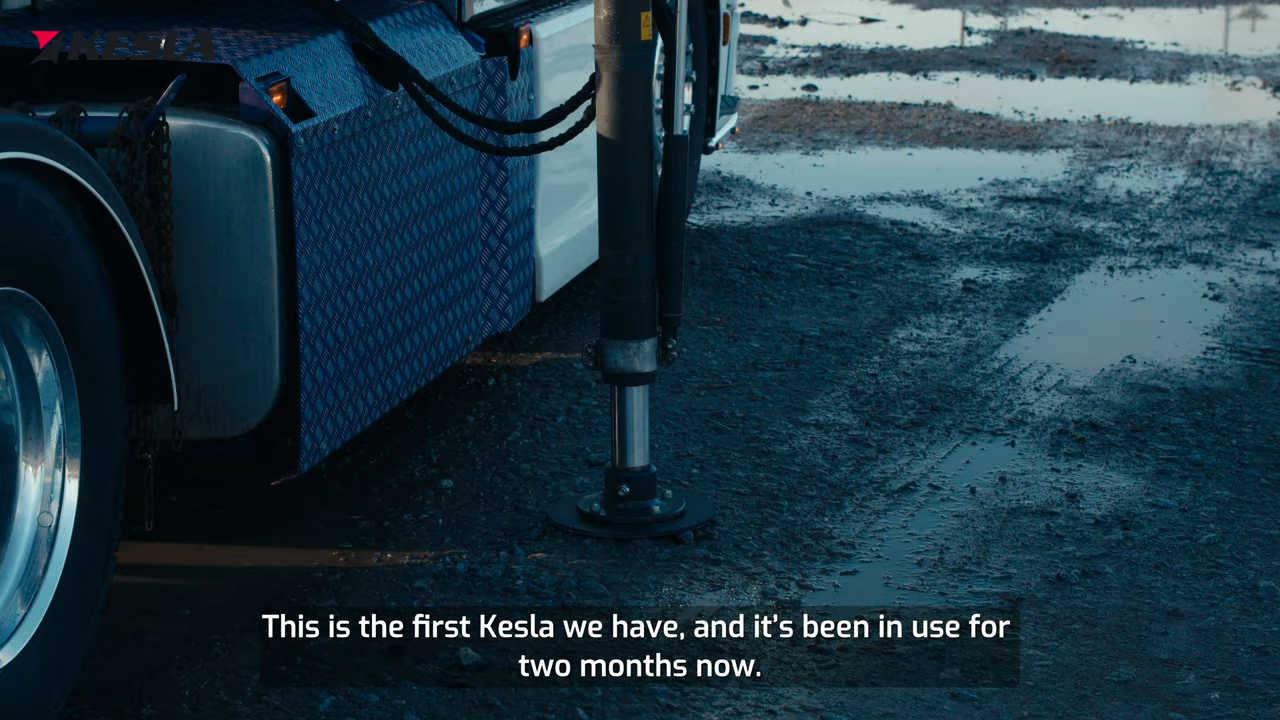 KESLA
This is the first Kesla we have, and it's been in use for
two months now.